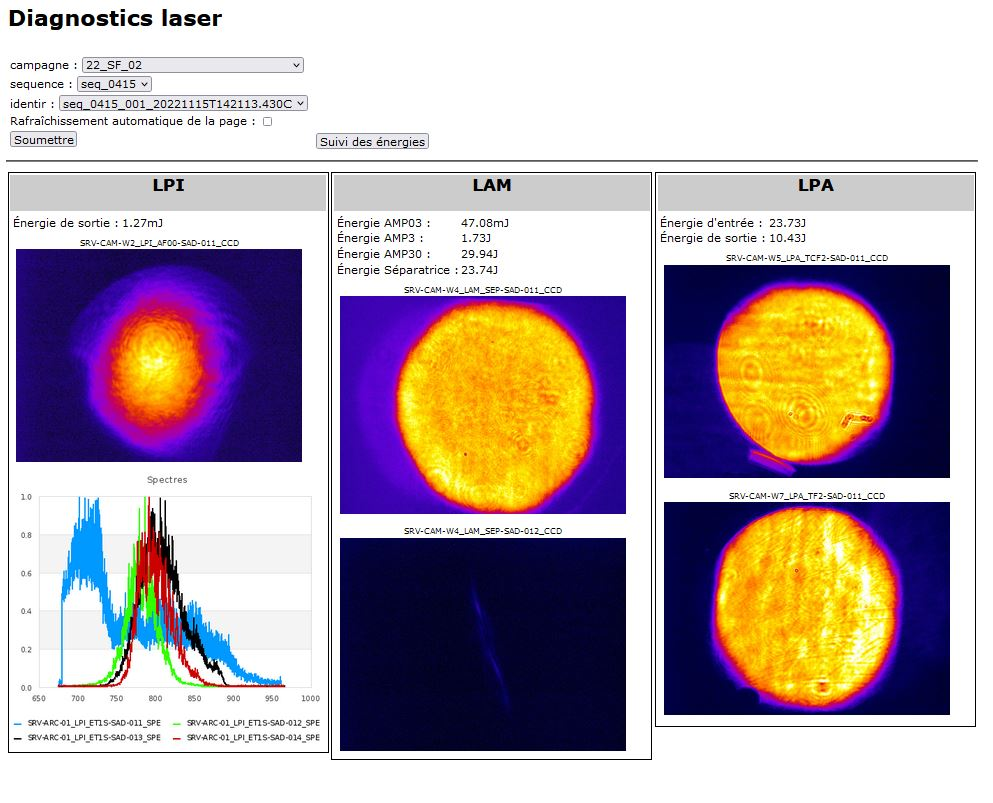 Diagnostics laser
campagne : 22_SF_02
sequence : seq_0415
identir : seq_0415_001_20221115T142113.430C
Rafraîchissement automatique de la page :
Soumettre
Suivi des énergies
LPI
Énergie de sortie : 1.27mJ
SRV-CAM-W2_LPI_AF00-SAD-011_CCD
Spectres
1.0
0.8
0.6
0.4
0.2
0.0
650 700 750 800 850 900 950 1000
SRV-ARC-01_LPI_ET1S-SAD-011_SPE
SRV-ARC-01_LPI_ET1S-SAD-012_SPE
SRV-ARC-01_LPI_ET1S-SAD-013_SPE
SRV-ARC-01_LPI_ET1S-SAD-014_SPE
LAM
Énergie AMP03 : 47.08mJ
Énergie AMP3 : 1.73J
Énergie AMP30 : 29.94J
Énergie Séparatrice : 23.74J
SRV-CAM-W4_LAM_SEP-SAD-011_CCD
SRV-CAM-W4_LAM_SEP-SAD-012_CCD
LPA
Énergie d'entrée : 23.73J
Énergie de sortie : 10.43J
SRV-CAM-W5_LPA_TCF2-SAD-011_CCD
SRV-CAM-W7_LPA_TF2-SAD-011_CCD